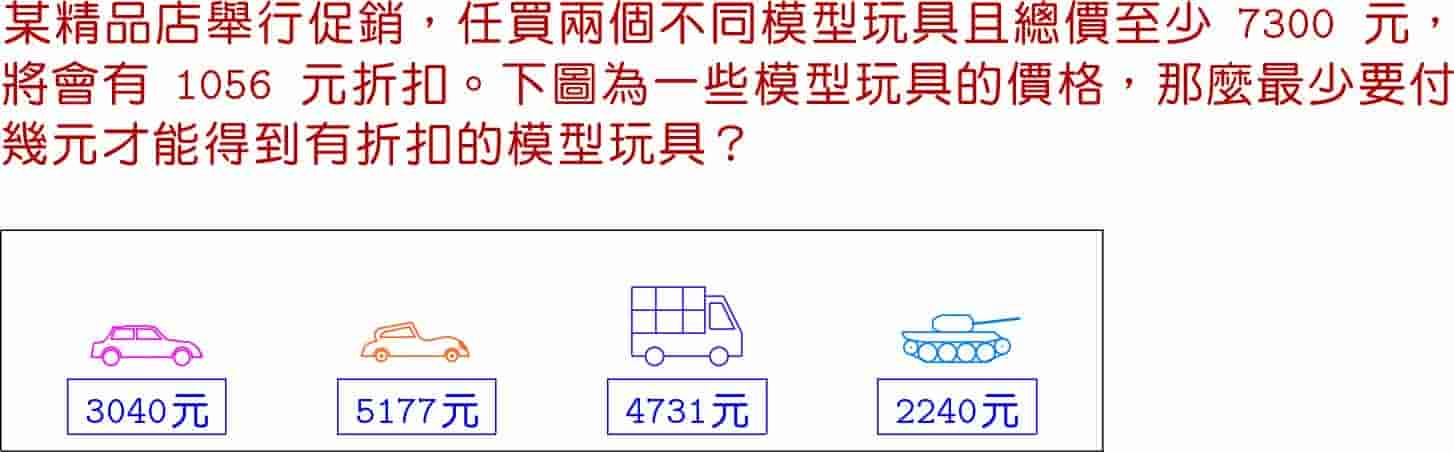 某精品店舉行促銷，任買兩個不同模型玩具且總價至少 7300 元，
將會有 1056 元折扣。下圖為一些模型玩具的價格，那麼最少要付
幾元才能得到有折扣的模型玩具？
3040元 5177元 4731元 2240元